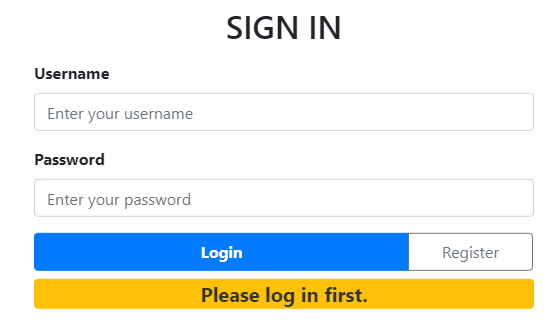 SIGN IN
Username
Enter your username
Password
Enter your password
Login Register
Please log in first.